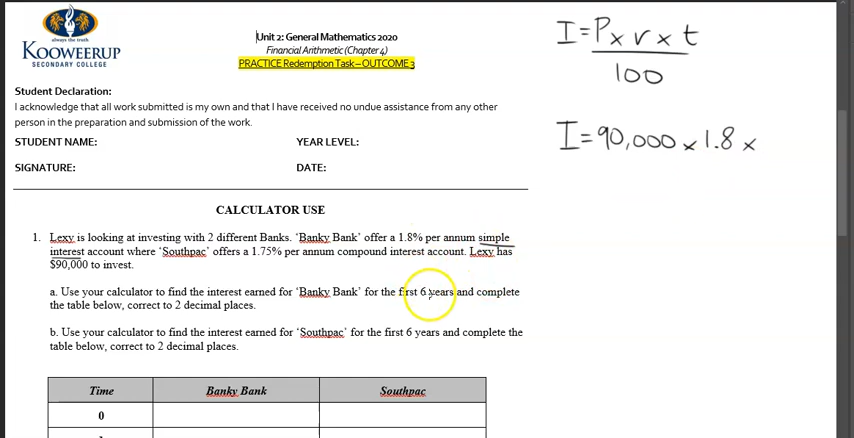 always the truth
KOOWEERUP
SECONDARY COLLEGE
Unit 2: General Mathematics 2020
Financial Arithmetic (Chapter 4)
PRACTICE Redemption Task – OUTCOME 3
Student Declaration:
I acknowledge that all work submitted is my own and that I have received no undue assistance from any other
person in the preparation and submission of the work.
STUDENT NAME: YEAR LEVEL:
SIGNATURE: DATE:
CALCULATOR USE
1. Lexy is looking at investing with 2 different Banks. ‘Banky Bank’ offer a 1.8% per annum simple
interest account where ‘Southpac’ offers a 1.75% per annum compound interest account. Lexy has
$90,000 to invest.
a. Use your calculator to find the interest earned for ‘Banky Bank’ for the first 6 years and complete
the table below, correct to 2 decimal places.
b. Use your calculator to find the interest earned for ‘Southpac’ for the first 6 years and complete the
table below, correct to 2 decimal places.
Time Banky Bank Southpac
0
I = P x r x t
100
I = 90,000 x 1.8 x